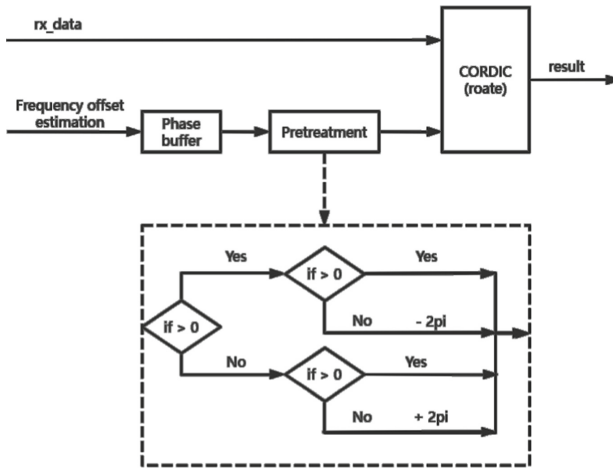 rx_data
CORDIC
(roate)
result
Frequency offset
estimation
Phase
buffer
Pretreatment
Yes
if > 0
Yes
if > 0
No - 2pi
No
if > 0
Yes
No + 2pi